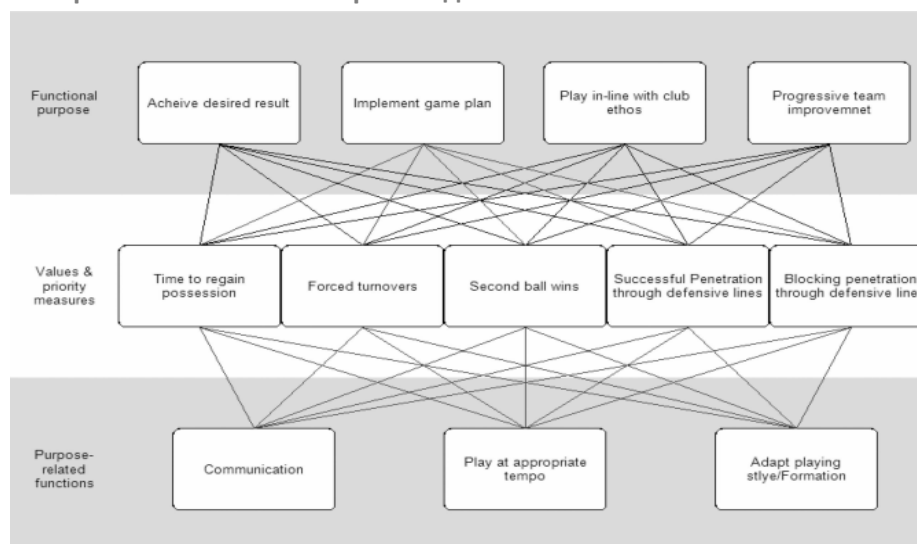 Functional
purpose
Acheive desired result
Implement game plan
Play in-line with club
ethos
Progressive team
improvemnet
Values &
priority
measures
Time to regain
possession
Forced turnovers
Second ball wins
Successful Penetration
through defensive lines
Blocking penetration
through defensive line
Purpose-
related
functions
Communication
Play at appropriate
tempo
Adapt playing
stlye/Formation